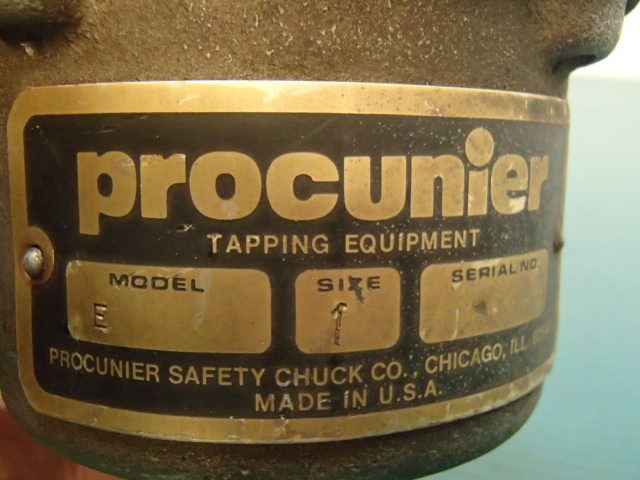 procunier
TAPPING EQUIPMENT
MODEL SIZE SERIAL NO.
E 1
PROCUNIER SAFETY CHUCK CO., CHICAGO, ILL.
MADE IN U.S.A.